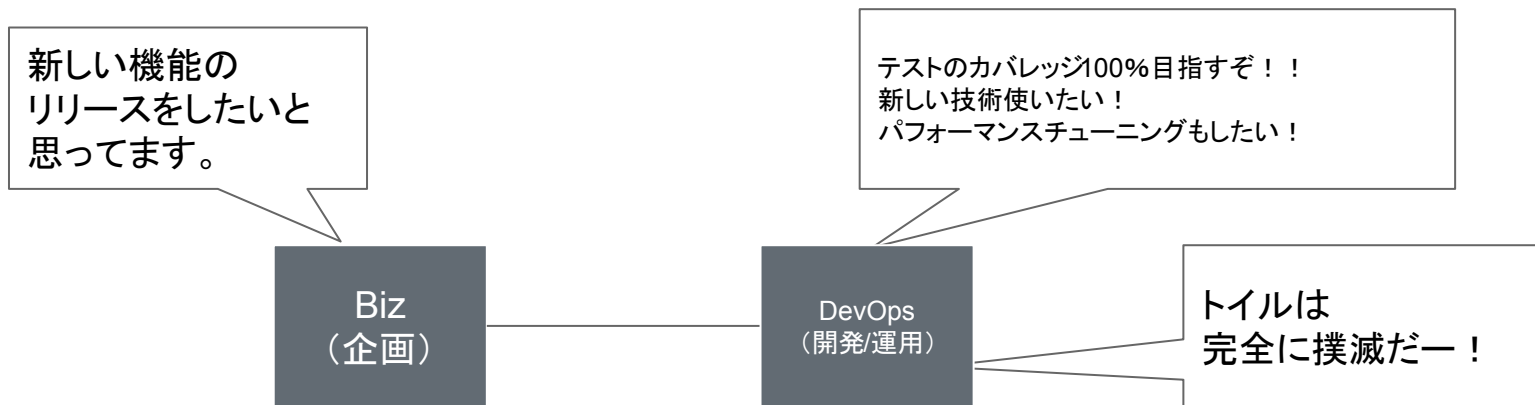 新しい機能の
リリースをしたいと
思ってます。
テストのカバレッジ100%目指すぞ！！
新しい技術使いたい！
パフォーマンスチューニングもしたい！
Biz
（企画）
DevOps
（開発/運用）
トイルは
完全に撲滅だー！